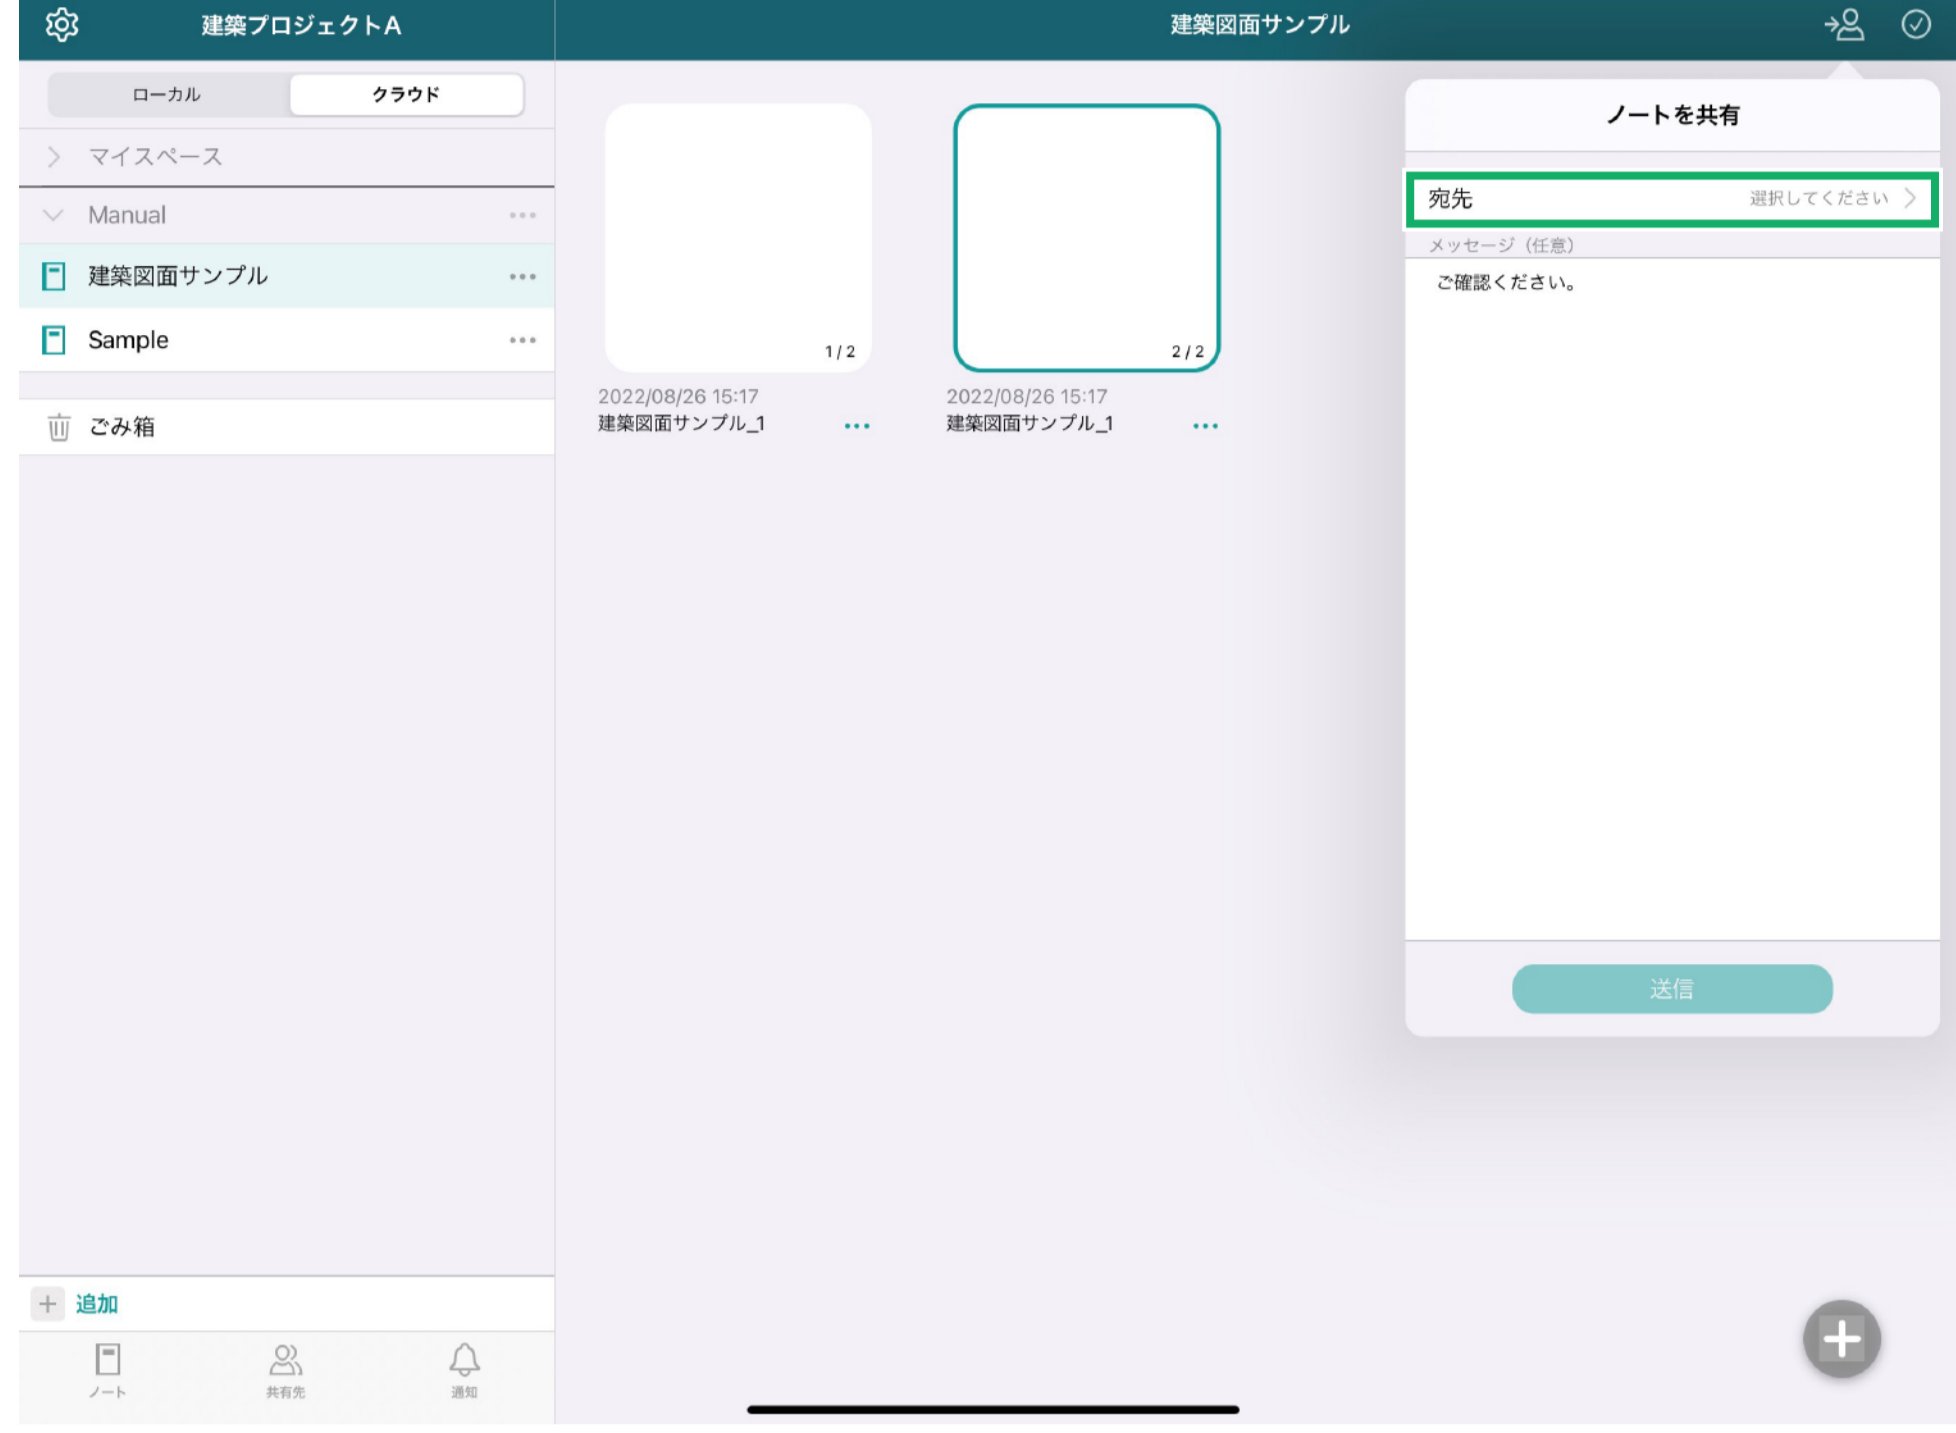 建築プロジェクトA
建築図面サンプル
ローカル
クラウド
マイスペース
Manual
建築図面サンプル
Sample
ごみ箱
1/2
2022/08/26 15:17
建築図面サンプル_1
2/2
2022/08/26 15:17
建築図面サンプル_1
ノートを共有
宛先
選択してください
メッセージ（任意）
ご確認ください。
送信
追加
ノート
共有先
通知